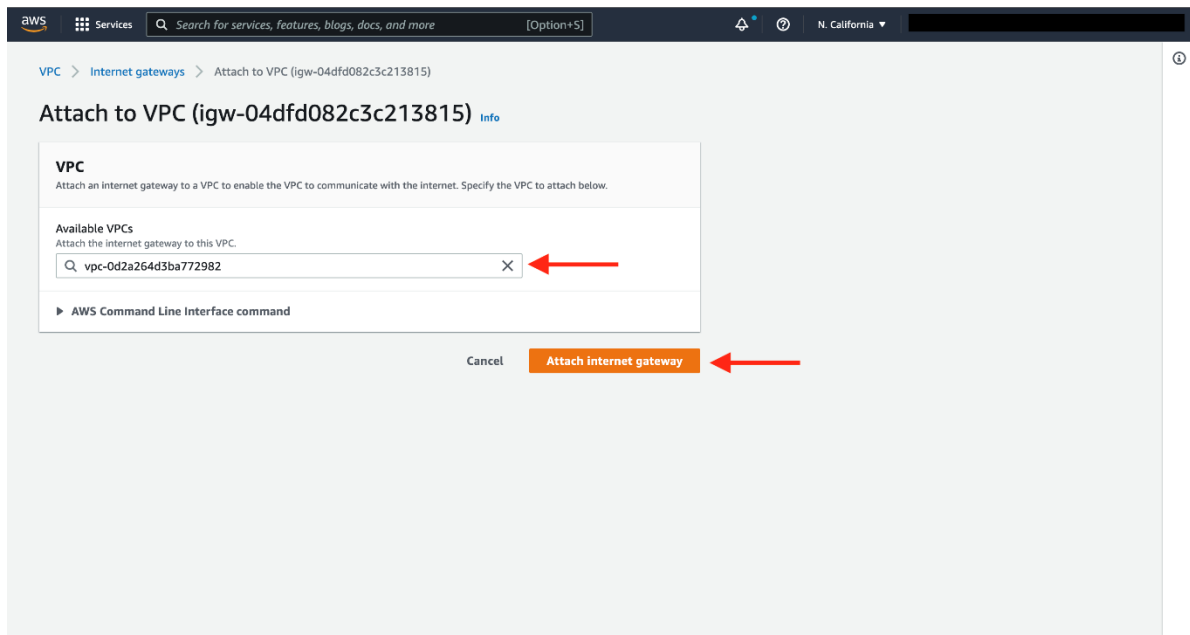 aws Services Search for services, features, blogs, docs, and more [Option+S] N. California ▼
VPC > Internet gateways > Attach to VPC (igw-04dfd082c3c213815)
Attach to VPC (igw-04dfd082c3c213815) Info
VPC
Attach an internet gateway to a VPC to enable the VPC to communicate with the internet. Specify the VPC to attach below.
Available VPCs
Attach the internet gateway to this VPC.
vpc-0d2a264d3ba772982
AWS Command Line Interface command
Cancel Attach internet gateway